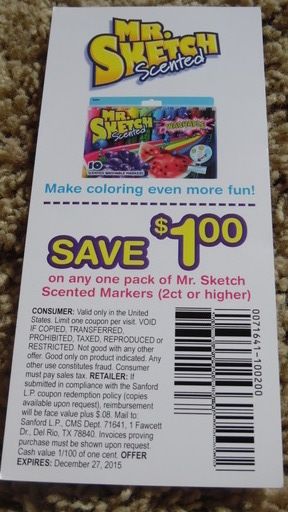 MR.
SKETCH
Scented
MR.
SKETCH
Scented
WASHABLE
10
SCENTED WASHABLE MARKERS
Make coloring even more fun!
SAVE $1.00
on any one pack of Mr. Sketch
Scented Markers (2ct or higher)
CONSUMER: Valid only in the United
States. Limit one coupon per visit. VOID
IF COPIED, TRANSFERRED,
PROHIBITED, TAXED, REPRODUCED or
RESTRICTED. Not good with any other
offer. Good only on product indicated. Any
other use constitutes fraud. Consumer
must pay sales tax. RETAILER: If
submitted in compliance with the Sanford
L.P. coupon redemption policy (copies
available upon request), reimbursement
will be face value plus $.08. Mail to:
Sanford L.P., CMS Dept. 71641, 1 Fawcett
Dr., Del Rio, TX 78840. Invoices proving
purchase must be shown upon request.
Cash value 1/100 of one cent. OFFER
EXPIRES: December 27, 2015
0071641-100200